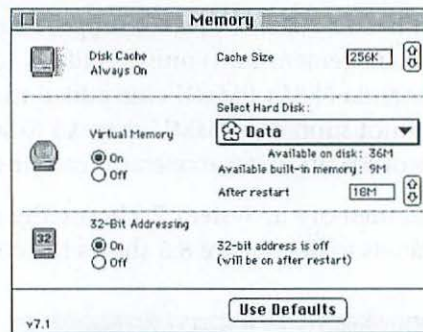 Memory
Disk Cache
Always On
Cache Size
256K
Select Hard Disk:
Data
Virtual Memory
On
Off
Available on disk: 36M
Available built-in memory: 9M
After restart
18M
32-Bit Addressing
32
On
Off
32-bit address is off
(will be on after restart)
Use Defaults
v7.1